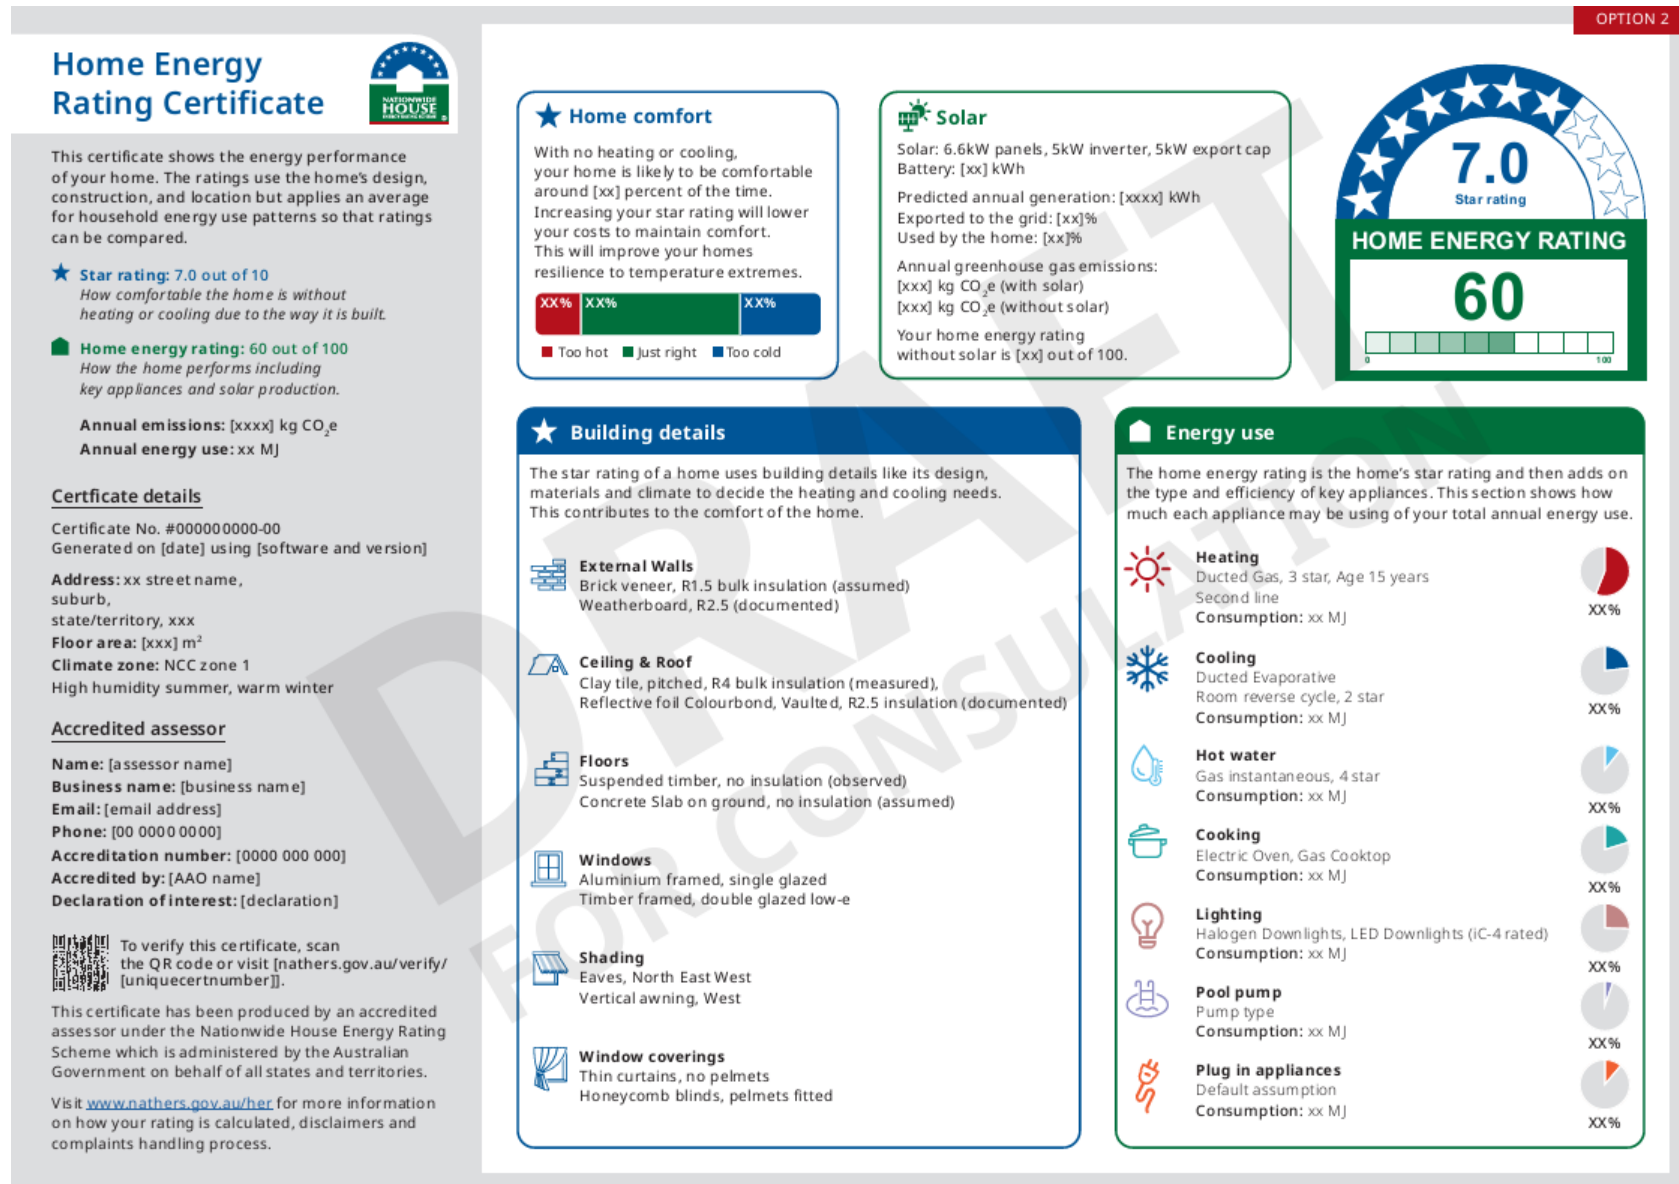 OPTION 2
Home Energy
Rating Certificate
NATIONWIDE
HOUSE
ENERGY RATING SCHEME
This certificate shows the energy performance
of your home. The ratings use the home's design,
construction, and location but applies an average
for household energy use patterns so that ratings
can be compared.
Star rating: 7.0 out of 10
How comfortable the home is without
heating or cooling due to the way it is built.
Home energy rating: 60 out of 100
How the home performs including
key appliances and solar production.
Annual emissions: [xxxx] kg CO2e
Annual energy use: xx MJ
Certficate details
Certificate No. #000000000-00
Generated on [date] using [software and version]
Address: xx street name,
suburb,
state/territory, xxx
Floor area: [xxx] m²
Climate zone: NCC zone 1
High humidity summer, warm winter
Accredited assessor
Name: [assessor name]
Business name: [business name]
Email: [email address]
Phone: [00 0000 0000]
Accreditation number: [0000 000 000]
Accredited by: [AAO name]
Declaration of interest: [declaration]
To verify this certificate, scan
the QR code or visit [nathers.gov.au/verify/
[uniquecertnumber]].
This certificate has been produced by an accredited
assessor under the Nationwide House Energy Rating
Scheme which is administered by the Australian
Government on behalf of all states and territories.
Visit www.nathers.gov.au/her for more information
on how your rating is calculated, disclaimers and
complaints handling process.
Home comfort
With no heating or cooling,
your home is likely to be comfortable
around [xx] percent of the time.
Increasing your star rating will lower
your costs to maintain comfort.
This will improve your homes
resilience to temperature extremes.
XX% XX% XX%
Too hot Just right Too cold
Solar
Solar: 6.6kW panels, 5kW inverter, 5kW export cap
Battery: [xx] kWh
Predicted annual generation: [xxxx] kWh
Exported to the grid: [xx]%
Used by the home: [xx]%
Annual greenhouse gas emissions:
[xxx] kg CO2e (with solar)
[xxx] kg CO2e (without solar)
Your home energy rating
without solar is [xx] out of 100.
7.0
Star rating
HOME ENERGY RATING
60
0 100
Building details
The star rating of a home uses building details like its design,
materials and climate to decide the heating and cooling needs.
This contributes to the comfort of the home.
External Walls
Brick veneer, R1.5 bulk insulation (assumed)
Weatherboard, R2.5 (documented)
Ceiling & Roof
Clay tile, pitched, R4 bulk insulation (measured),
Reflective foil Colourbond, Vaulted, R2.5 insulation (documented)
Floors
Suspended timber, no insulation (observed)
Concrete Slab on ground, no insulation (assumed)
Windows
Aluminium framed, single glazed
Timber framed, double glazed low-e
Shading
Eaves, North East West
Vertical awning, West
Window coverings
Thin curtains, no pelmets
Honeycomb blinds, pelmets fitted
Energy use
The home energy rating is the home's star rating and then adds on
the type and efficiency of key appliances. This section shows how
much each appliance may be using of your total annual energy use.
Heating
Ducted Gas, 3 star, Age 15 years
Second line
Consumption: xx MJ
XX%
Cooling
Ducted Evaporative
Room reverse cycle, 2 star
Consumption: xx MJ
XX%
Hot water
Gas instantaneous, 4 star
Consumption: xx MJ
XX%
Cooking
Electric Oven, Gas Cooktop
Consumption: xx MJ
XX%
Lighting
Halogen Downlights, LED Downlights (iC-4 rated)
Consumption: xx MJ
XX%
Pool pump
Pump type
Consumption: xx MJ
XX%
Plug in appliances
Default assumption
Consumption: xx MJ
XX%
DRAFT
FOR CONSULTATION